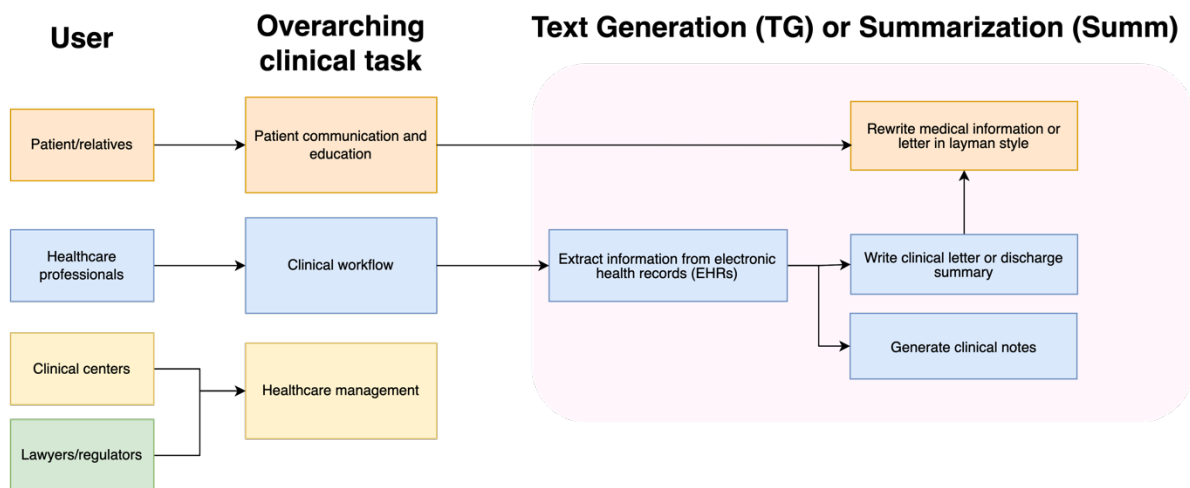 User
Overarching
clinical task
Text Generation (TG) or Summarization (Summ)
Patient/relatives
Patient communication and
education
Rewrite medical information or
letter in layman style
Healthcare
professionals
Clinical workflow
Extract information from electronic
health records (EHRs)
Write clinical letter or discharge
summary
Generate clinical notes
Clinical centers
Healthcare management
Lawyers/regulators